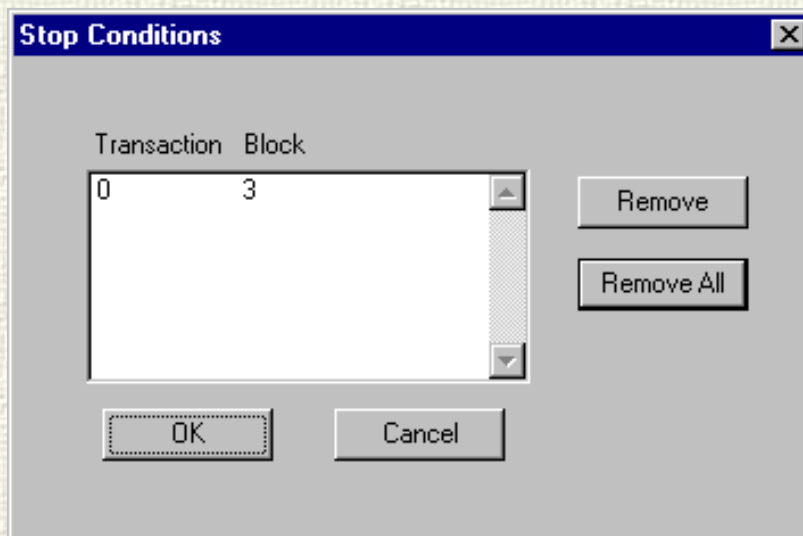 Stop Conditions
Transaction Block
0 3
Remove
Remove All
OK Cancel